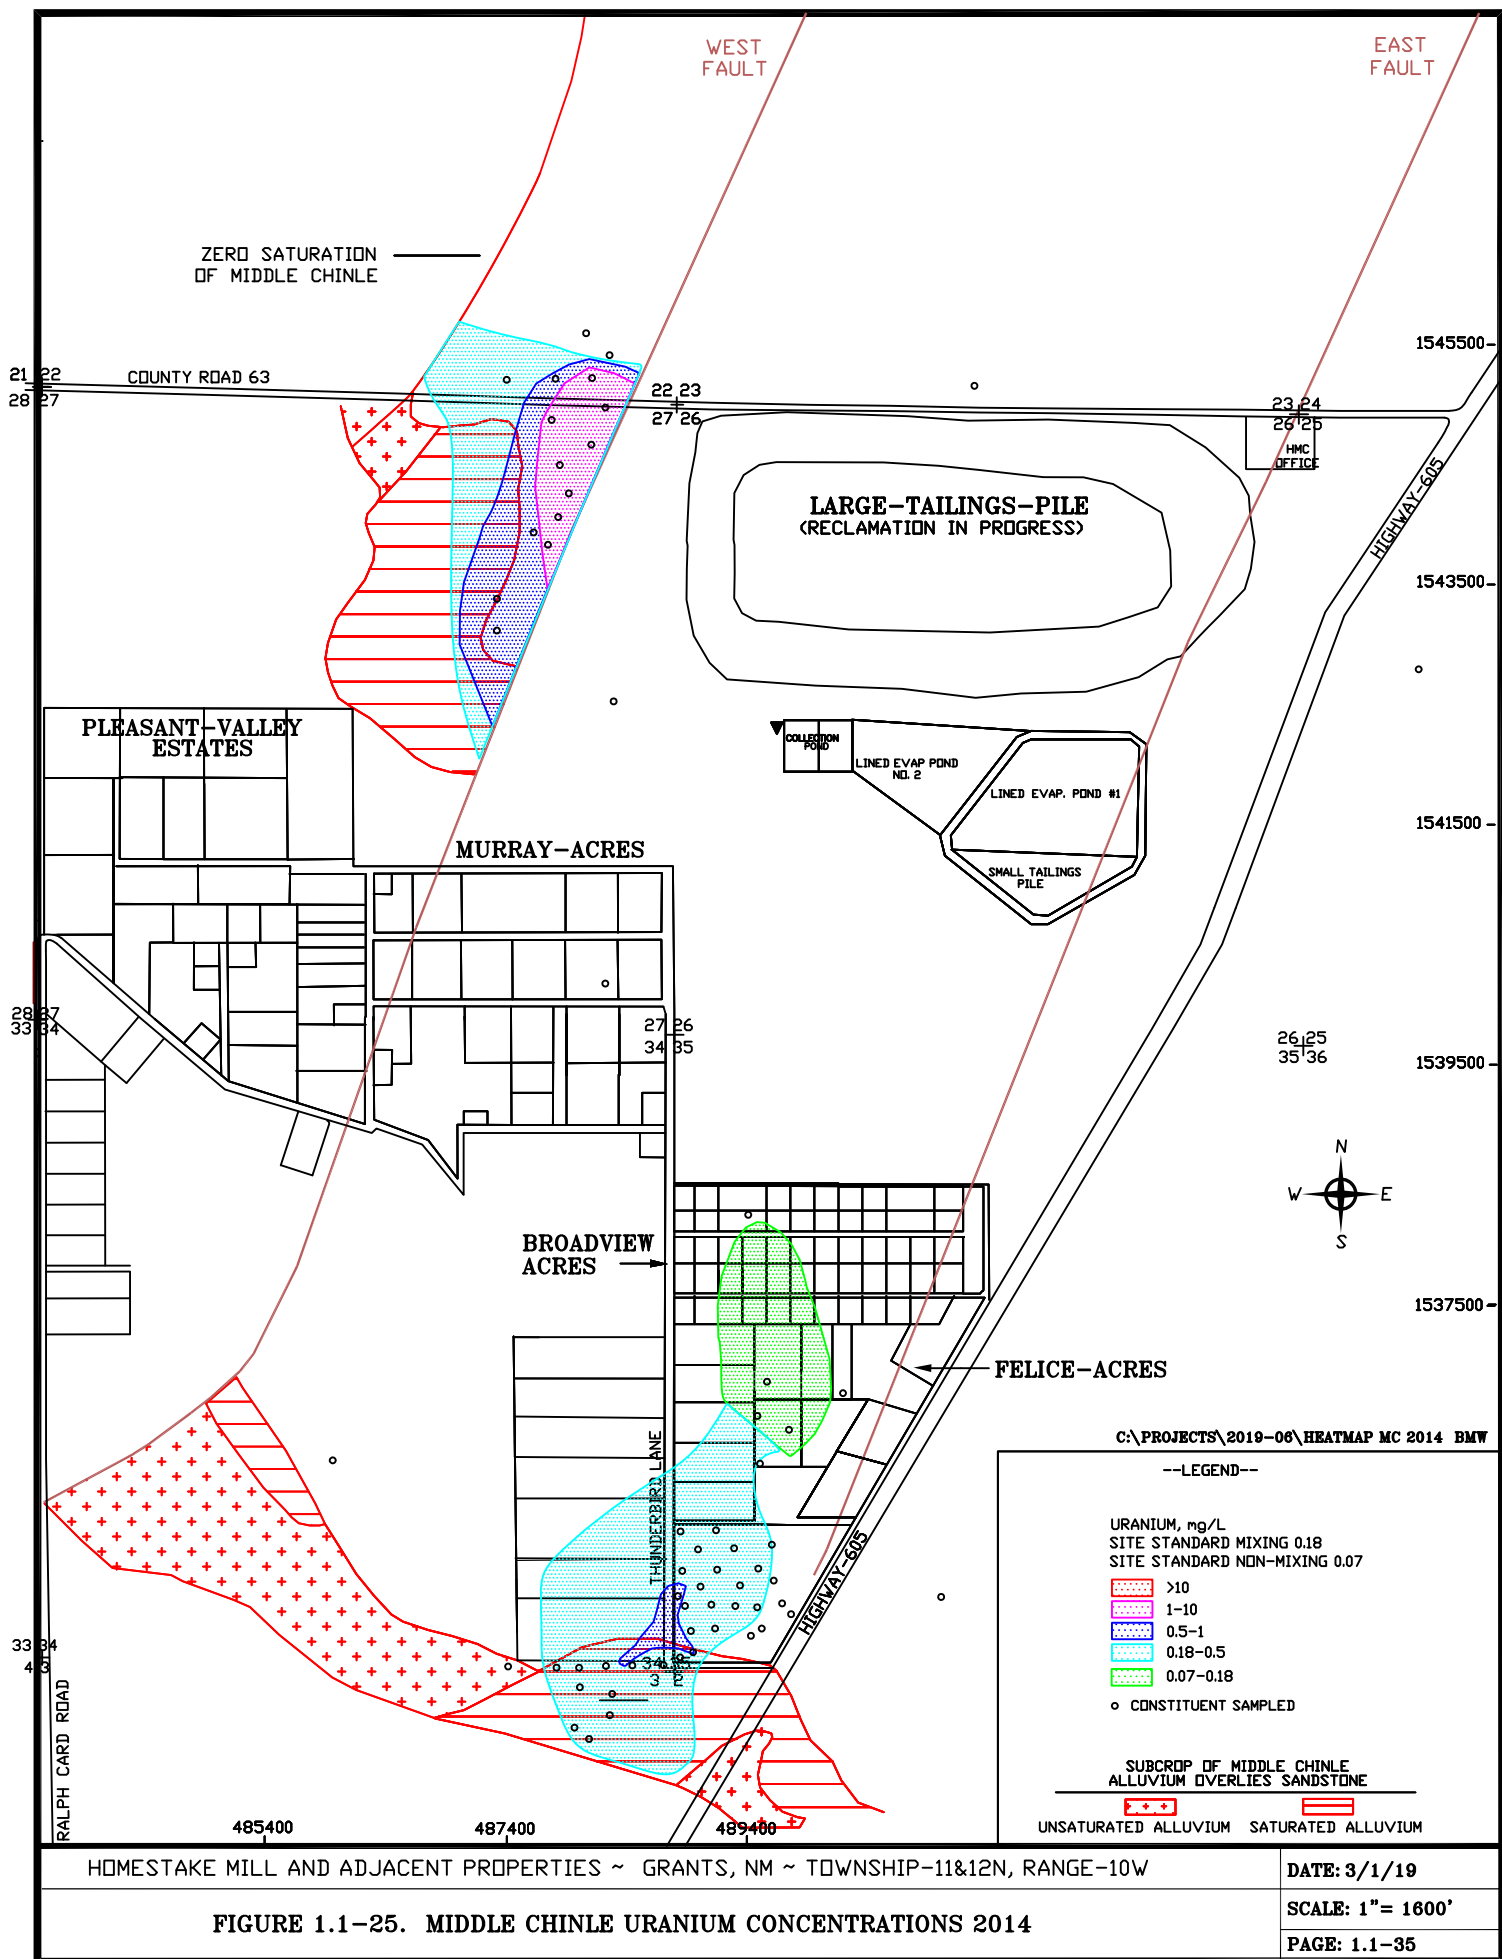 WEST
FAULT
EAST
FAULT
ZERO SATURATION
OF MIDDLE CHINLE
1545500
21 22
28 27
COUNTY ROAD 63
22 23
27 26
23 24
26 25
HMC
OFFICE
HIGHWAY-605
LARGE-TAILINGS-PILE
(RECLAMATION IN PROGRESS)
1543500
PLEASANT-VALLEY
ESTATES
COLLECTION
POND
LINED EVAP POND
NO. 2
LINED EVAP. POND #1
1541500
MURRAY-ACRES
SMALL TAILINGS
PILE
28 27
33 34
27 26
34 35
26 25
35 36
1539500
N
W E
S
BROADVIEW
ACRES
1537500
FELICE-ACRES
THUNDERBIRD LANE
HIGHWAY-605
C:\PROJECTS\2019-06\HEATMAP MC 2014 BMW
--LEGEND--
URANIUM, mg/L
SITE STANDARD MIXING 0.18
SITE STANDARD NON-MIXING 0.07
>10
1-10
0.5-1
0.18-0.5
0.07-0.18
CONSTITUENT SAMPLED
SUBCROP OF MIDDLE CHINLE
ALLUVIUM OVERLIES SANDSTONE
UNSATURATED ALLUVIUM SATURATED ALLUVIUM
33 34
4 3
34 35
3 2
RALPH CARD ROAD
485400
487400
489400
HOMESTAKE MILL AND ADJACENT PROPERTIES ~ GRANTS, NM ~ TOWNSHIP-11&12N, RANGE-10W
DATE: 3/1/19
FIGURE 1.1-25. MIDDLE CHINLE URANIUM CONCENTRATIONS 2014
SCALE: 1"= 1600'
PAGE: 1.1-35